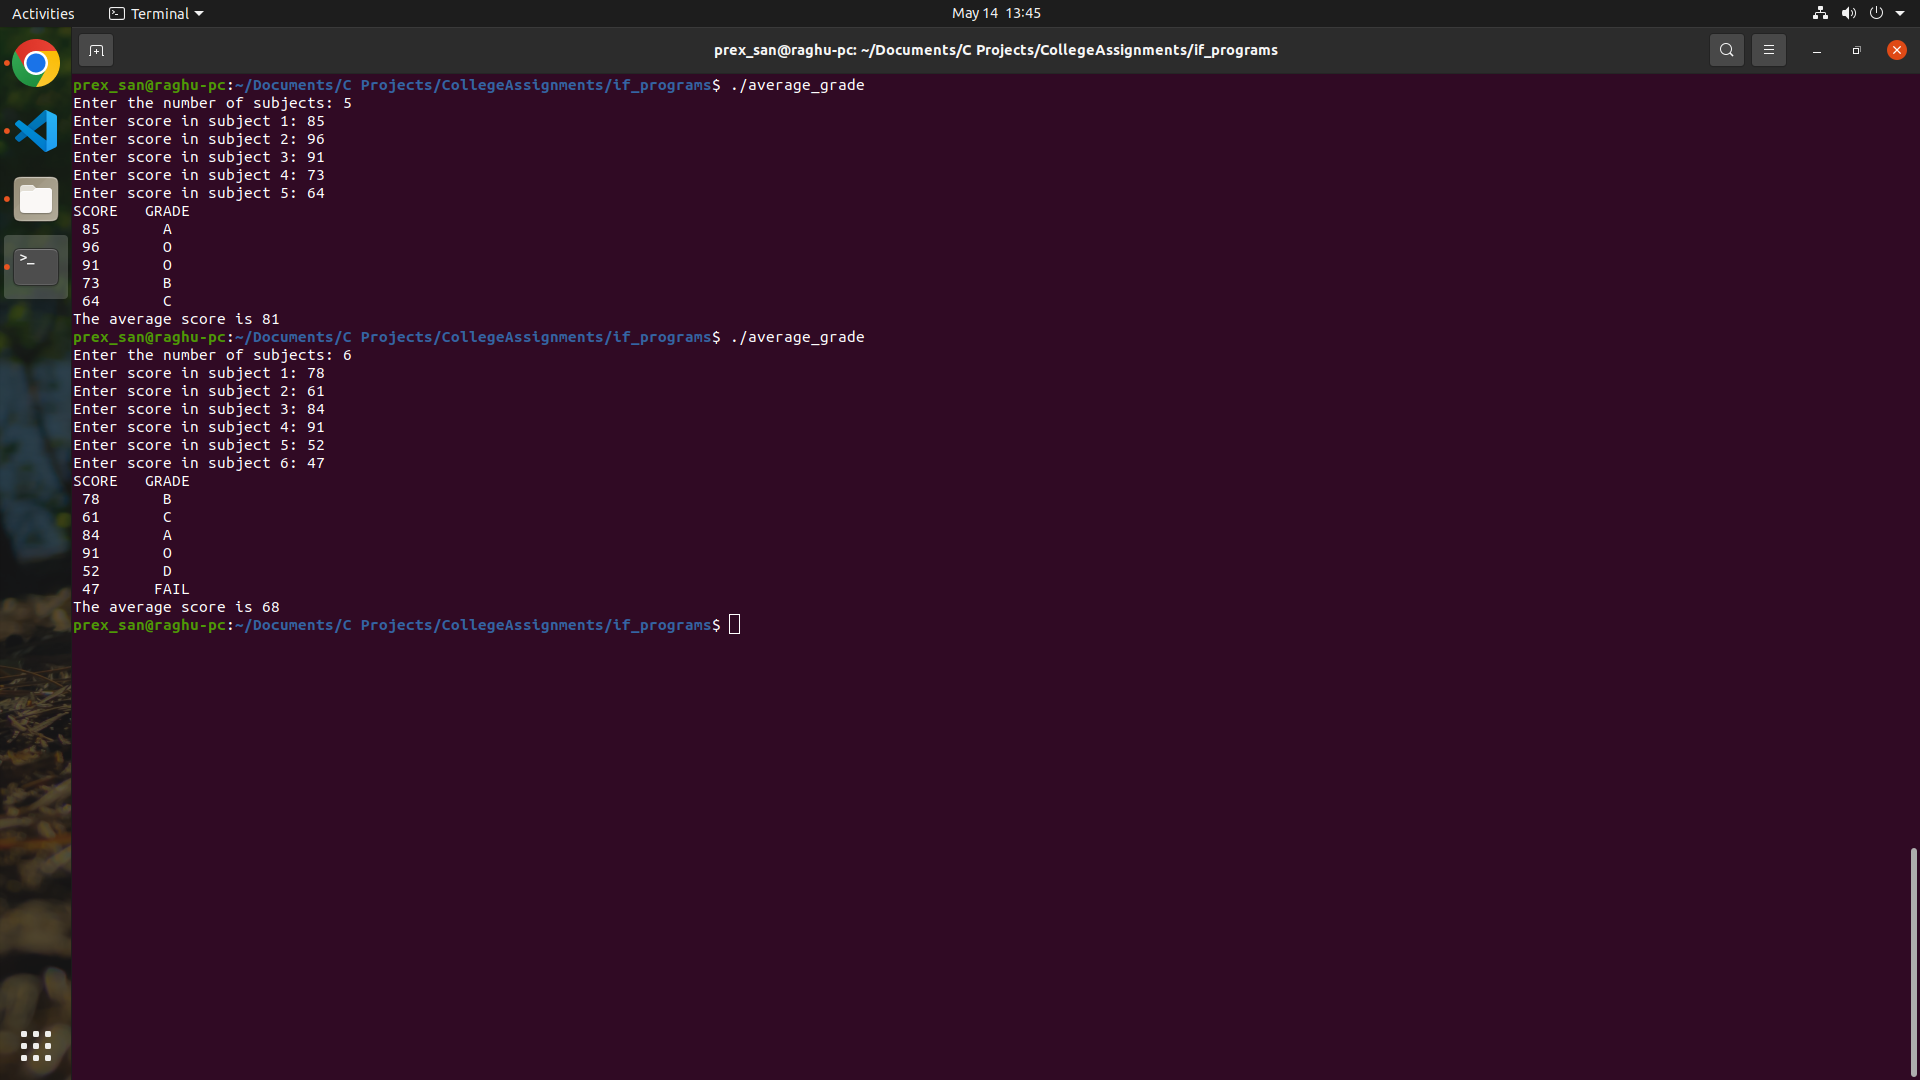 Activities Terminal May 14 13:45
prex_san@raghu-pc: ~/Documents/C Projects/CollegeAssignments/if_programs
prex_san@raghu-pc:~/Documents/C Projects/CollegeAssignments/if_programs$ ./average_grade
Enter the number of subjects: 5
Enter score in subject 1: 85
Enter score in subject 2: 96
Enter score in subject 3: 91
Enter score in subject 4: 73
Enter score in subject 5: 64
SCORE   GRADE
 85       A
 96       O
 91       O
 73       B
 64       C
The average score is 81
prex_san@raghu-pc:~/Documents/C Projects/CollegeAssignments/if_programs$ ./average_grade
Enter the number of subjects: 6
Enter score in subject 1: 78
Enter score in subject 2: 61
Enter score in subject 3: 84
Enter score in subject 4: 91
Enter score in subject 5: 52
Enter score in subject 6: 47
SCORE   GRADE
 78       B
 61       C
 84       A
 91       O
 52       D
 47      FAIL
The average score is 68
prex_san@raghu-pc:~/Documents/C Projects/CollegeAssignments/if_programs$